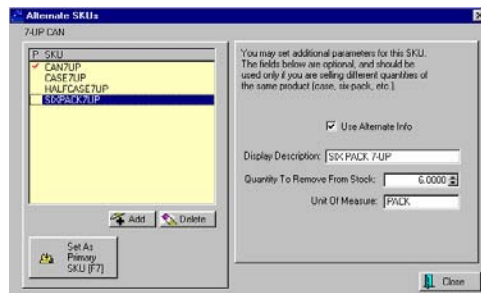 Alternate SKUs
7-UP CAN
P SKU
CAN7UP
CASE7UP
HALFCASE7UP
SIXPACK7UP
Add
Delete
Set As
Primary
SKU (F7)
You may set additional parameters for this SKU.
The fields below are optional, and should be
used only if you are selling different quantities of
the same product (case, six-pack, etc.).
Use Alternate Info
Display Description: SIX PACK 7-UP
Quantity To Remove From Stock: 6.0000
Unit Of Measure: PACK
Close